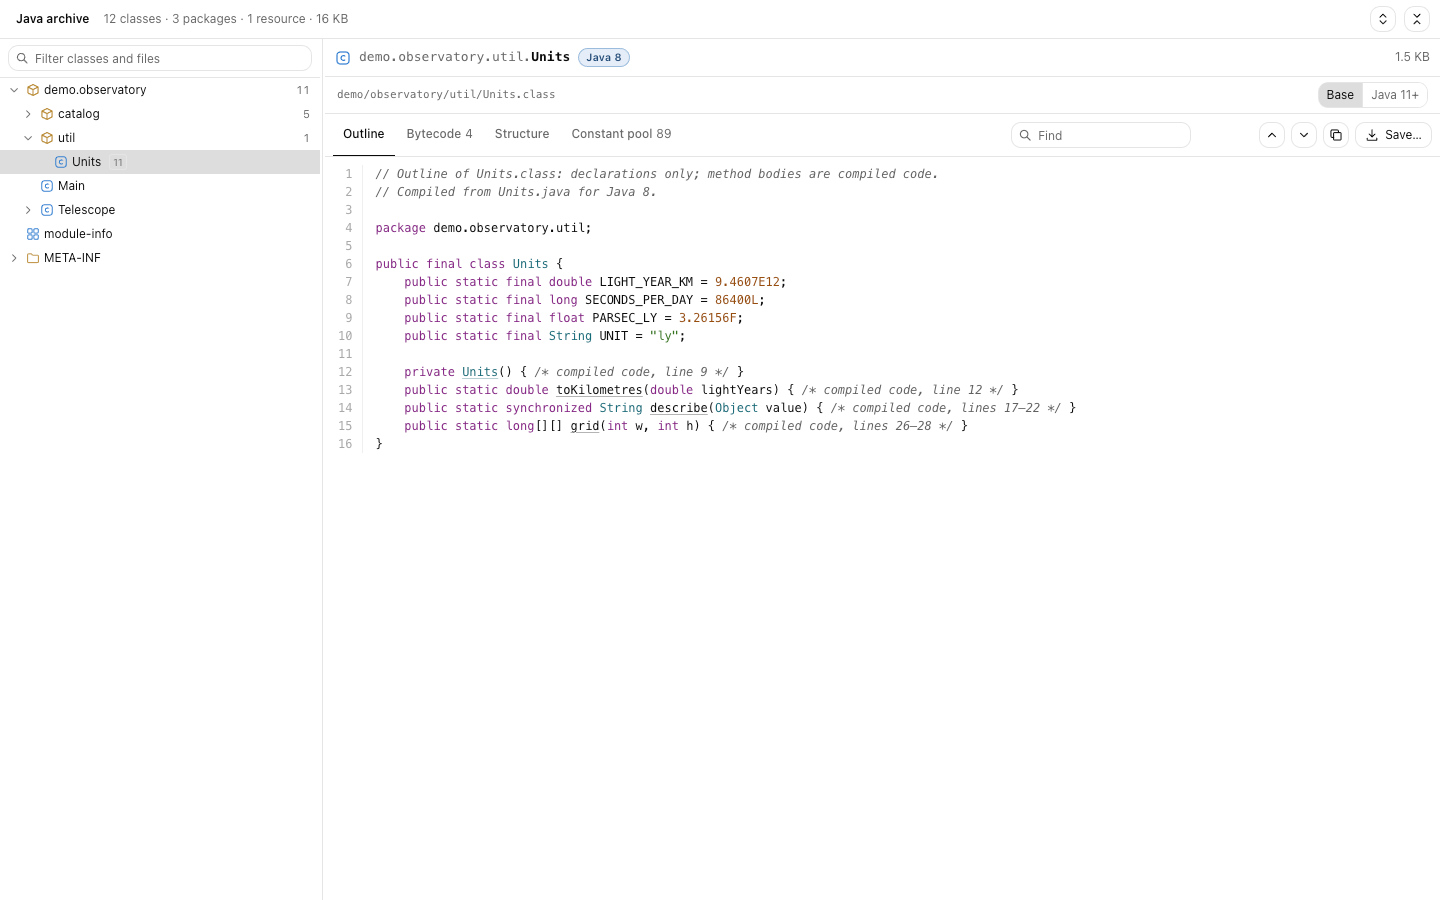 Java archive 12 classes · 3 packages · 1 resource · 16 KB
Filter classes and files
demo.observatory 11
catalog 5
util 1
Units 11
Main
Telescope
module-info
META-INF
demo.observatory.util.Units Java 8 1.5 KB
demo/observatory/util/Units.class Base Java 11+
Outline Bytecode 4 Structure Constant pool 89 Find Save...
1 // Outline of Units.class: declarations only; method bodies are compiled code.
2 // Compiled from Units.java for Java 8.
3
4 package demo.observatory.util;
5
6 public final class Units {
7 public static final double LIGHT_YEAR_KM = 9.4607E12;
8 public static final long SECONDS_PER_DAY = 86400L;
9 public static final float PARSEC_LY = 3.26156F;
10 public static final String UNIT = "ly";
11
12 private Units() { /* compiled code, line 9 */ }
13 public static double toKilometres(double lightYears) { /* compiled code, line 12 */ }
14 public static synchronized String describe(Object value) { /* compiled code, lines 17–22 */ }
15 public static long[][] grid(int w, int h) { /* compiled code, lines 26–28 */ }
16 }